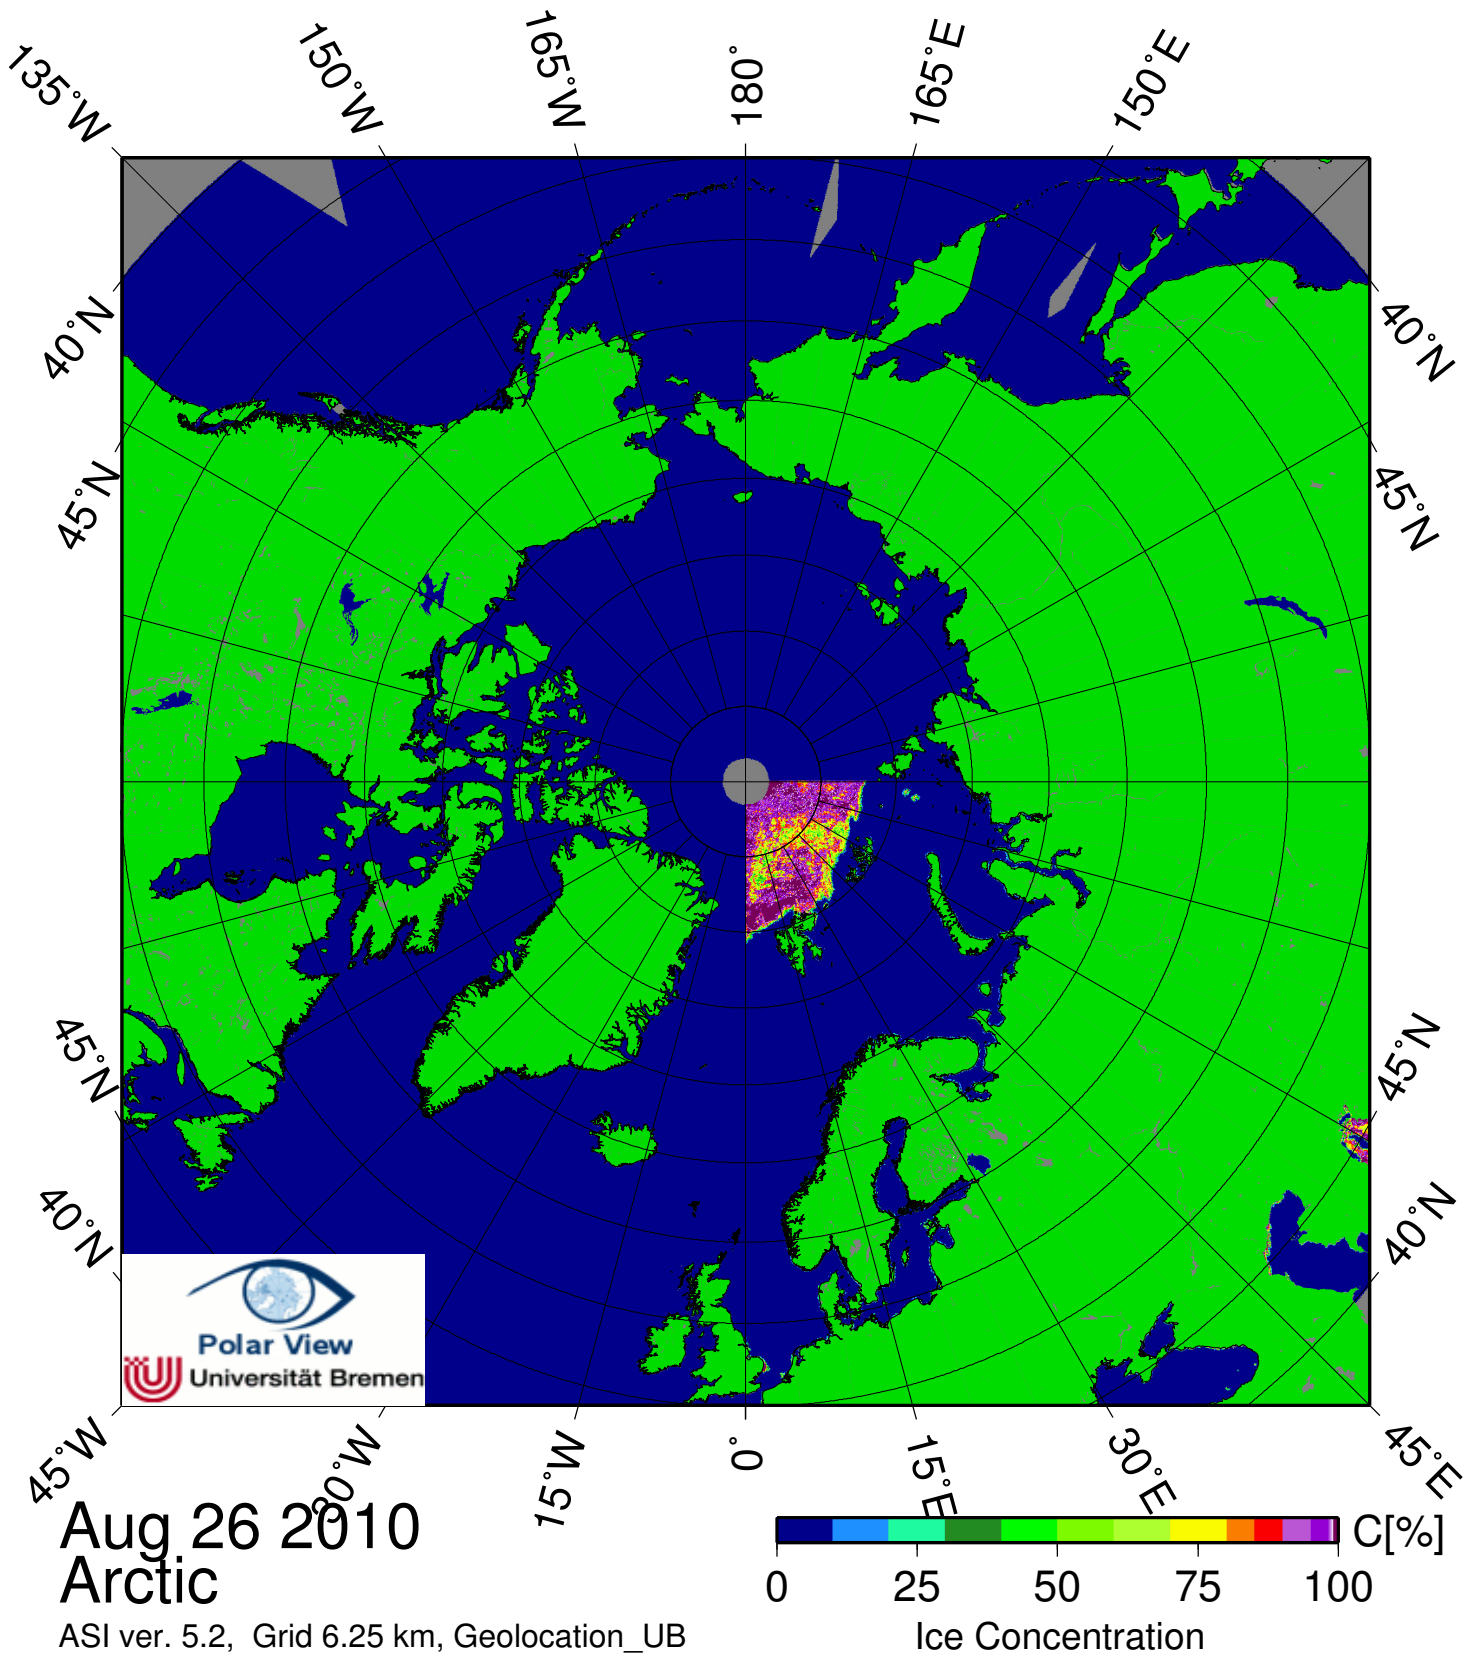 135°W
150°W
165°W
180°
165°E
150°E
40°N
40°N
45°N
45°N
45°N
45°N
40°N
40°N
Polar View
Universität Bremen
45°W
30°W
15°W
0°
15°E
30°E
45°E
Aug 26 2010
Arctic
ASI ver. 5.2, Grid 6.25 km, Geolocation_UB
C[%]
0 25 50 75 100
Ice Concentration